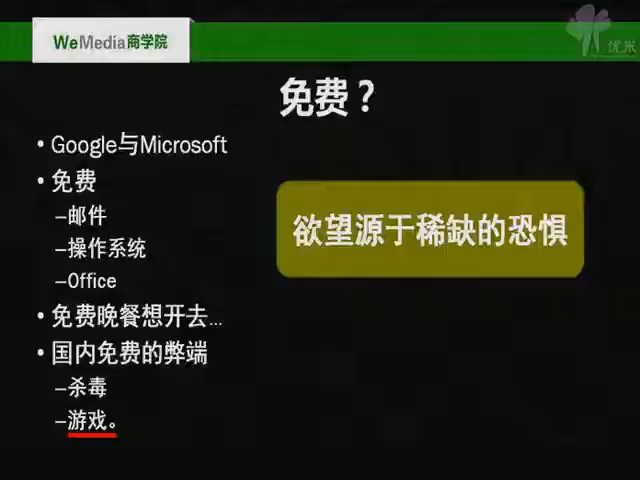 WeMedia商学院
优米
免费？
• Google与Microsoft
• 免费
–邮件
–操作系统
–Office
• 免费晚餐想开去...
• 国内免费的弊端
–杀毒
–游戏。
欲望源于稀缺的恐惧